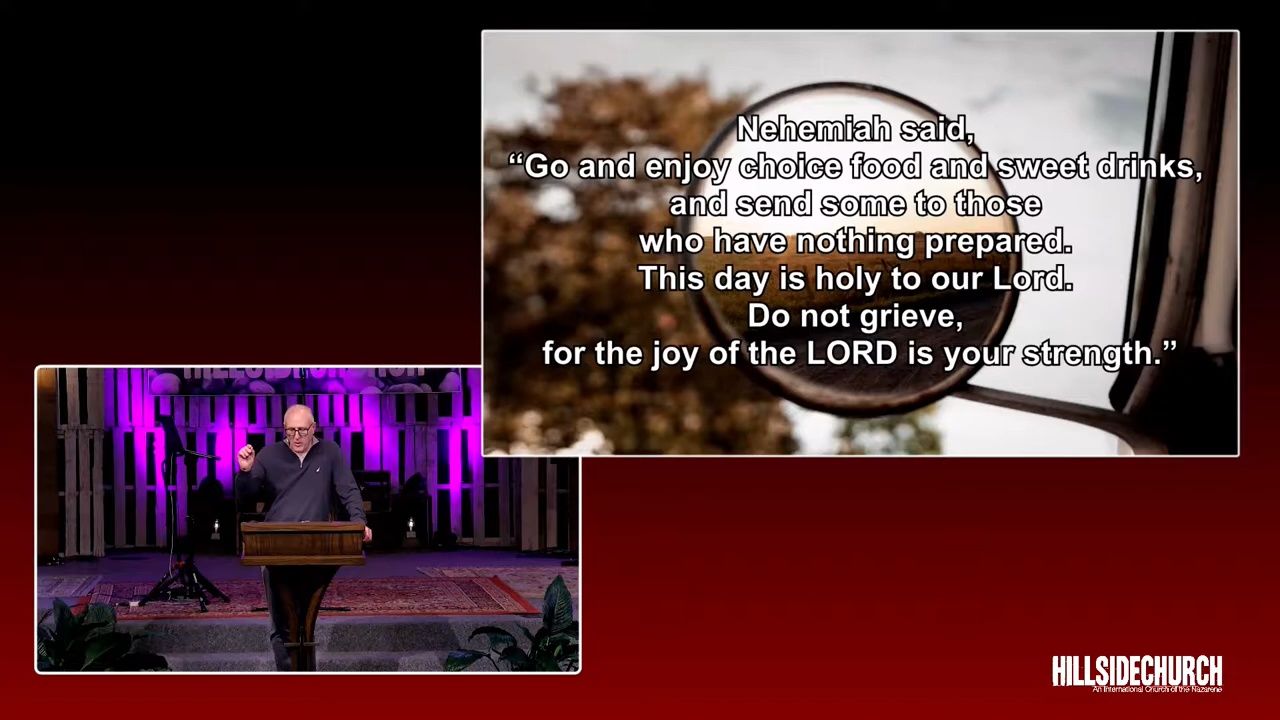 Nehemiah said,
“Go and enjoy choice food and sweet drinks,
and send some to those
who have nothing prepared.
This day is holy to our Lord.
Do not grieve,
for the joy of the LORD is your strength.”
HILLSIDECHURCH
HILLSIDECHURCH
An International Church of the Nazarene